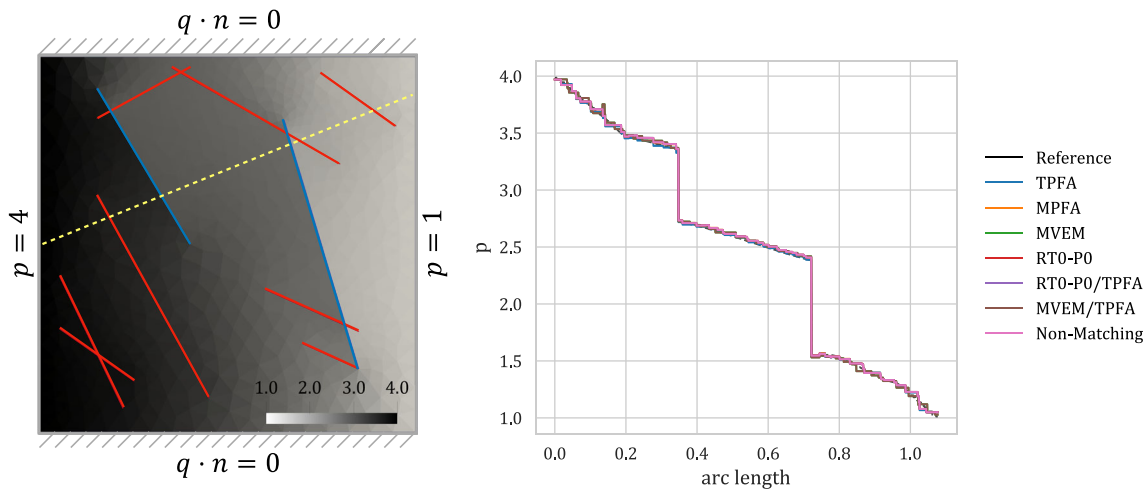 q · n = 0
p = 4
p = 1
1.0 2.0 3.0 4.0
q · n = 0
4.0
3.5
3.0
2.5
2.0
1.5
1.0
p
0.0 0.2 0.4 0.6 0.8 1.0
arc length
Reference
TPFA
MPFA
MVEM
RT0-P0
RT0-P0/TPFA
MVEM/TPFA
Non-Matching